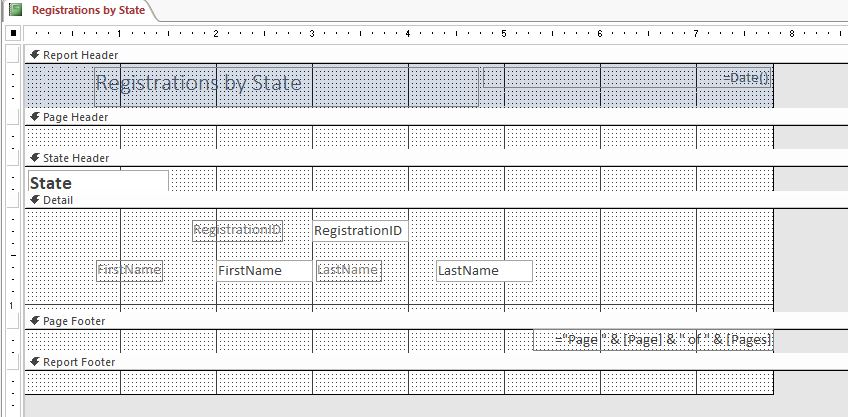 Registrations by State
1 2 3 4 5 6 7 8
Report Header
Registrations by State =Date()
Page Header
State Header
State
Detail
RegistrationID RegistrationID
FirstName FirstName LastName LastName
1
Page Footer
="Page " & [Page] & " of " & [Pages]
Report Footer